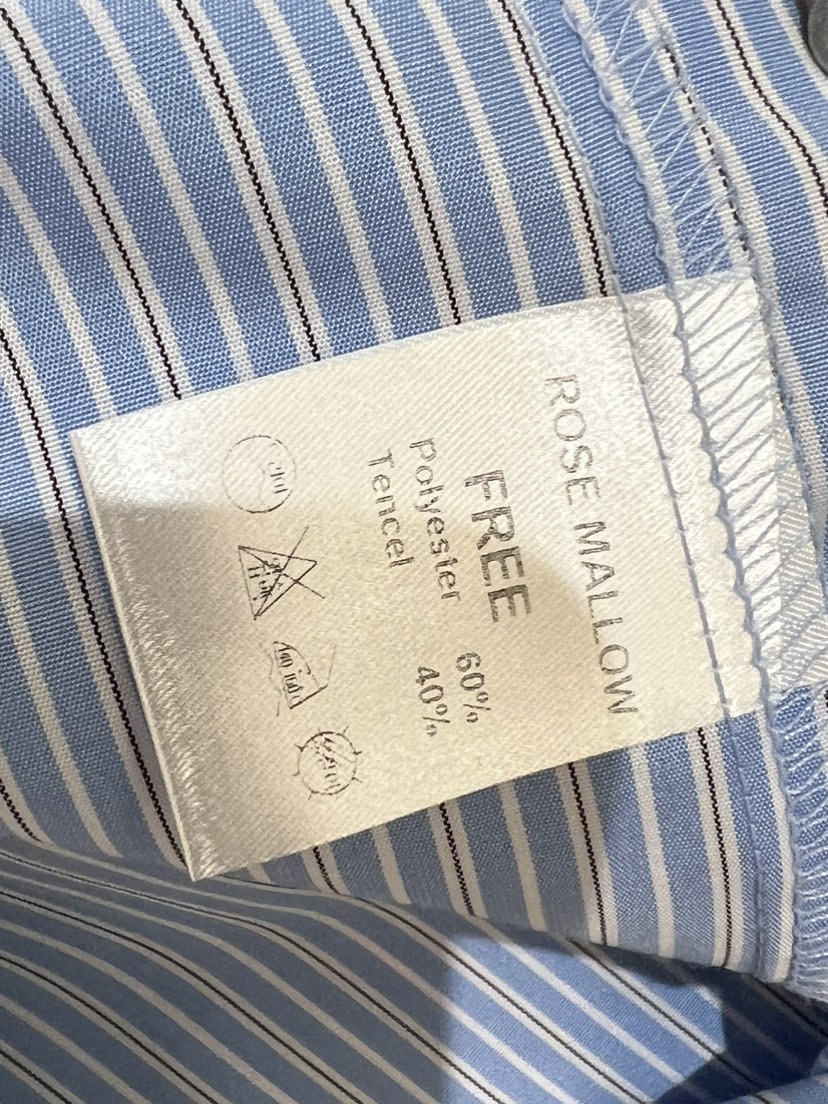 ROSE MALLOW
FREE
Polyester 60%
Tencel 40%